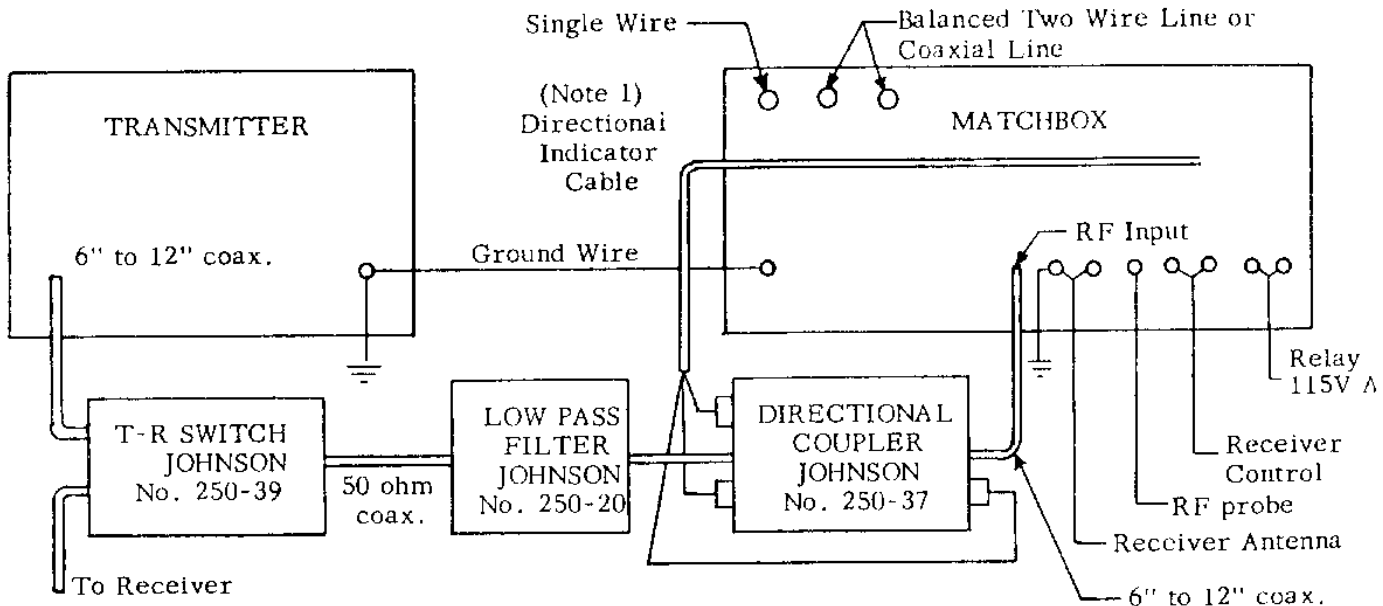 Single Wire
Balanced Two Wire Line or
Coaxial Line
TRANSMITTER
(Note 1)
Directional
Indicator
Cable
MATCHBOX
6" to 12" coax.
Ground Wire
RF Input
Relay
115V
T-R SWITCH
JOHNSON
No. 250-39
50 ohm
coax.
LOW PASS
FILTER
JOHNSON
No. 250-20
DIRECTIONAL
COUPLER
JOHNSON
No. 250-37
Receiver
Control
RF probe
Receiver Antenna
To Receiver
6" to 12" coax.